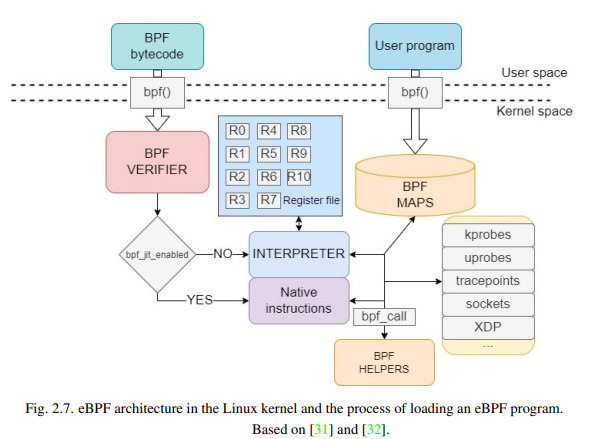 BPF
bytecode
User program
User space
bpf()
bpf()
Kernel space
BPF
VERIFIER
R0 R4 R8
R1 R5 R9
R2 R6 R10
R3 R7 Register file
BPF
MAPS
kprobes
uprobes
tracepoints
sockets
XDP
...
bpf_jit_enabled
NO
INTERPRETER
YES
Native
instructions
bpf_call
BPF
HELPERS
Fig. 2.7. eBPF architecture in the Linux kernel and the process of loading an eBPF program.
Based on [31] and [32].